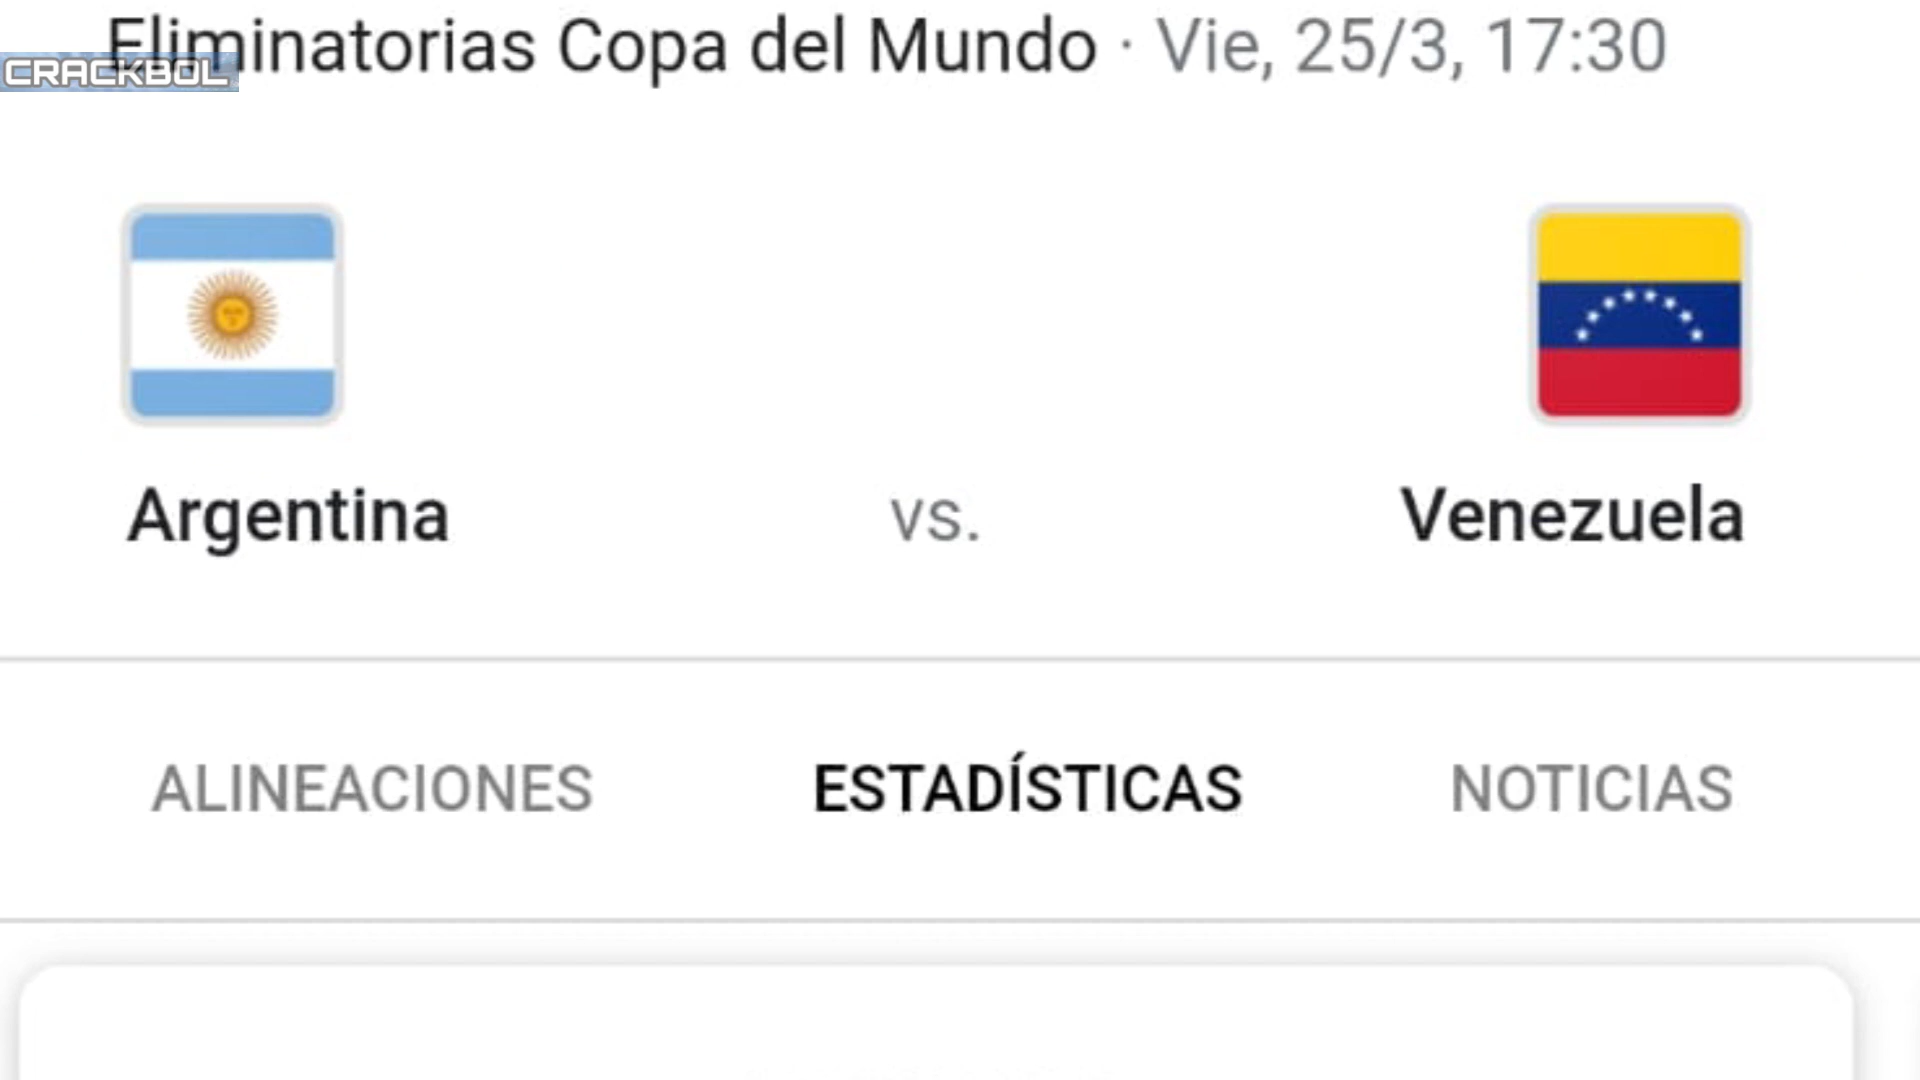 Eliminatorias Copa del Mundo · Vie, 25/3, 17:30
CRACKBOL
Argentina
vs.
Venezuela
ALINEACIONES
ESTADÍSTICAS
NOTICIAS